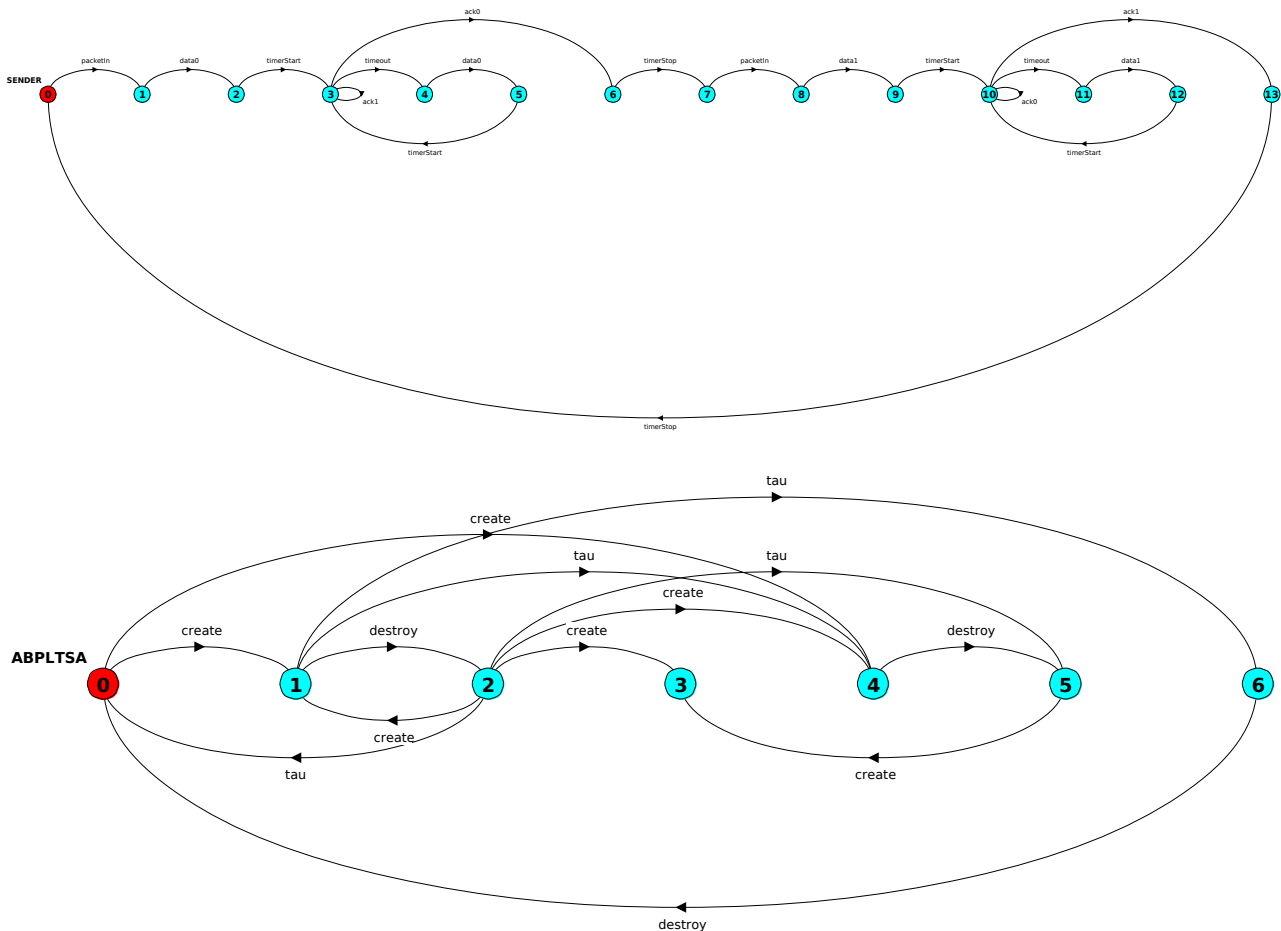 ack0
ack1
packetIn
data0
timerStart
timeout
data0
timerStop
packetIn
data1
timerStart
timeout
data1
SENDER
0
1
2
3
4
5
6
7
8
9
10
11
12
13
ack1
ack0
timerStart
timerStart
timerStop
tau
create
tau
tau
create
create
destroy
create
destroy
ABPLTSA
0
1
2
3
4
5
6
create
tau
create
destroy